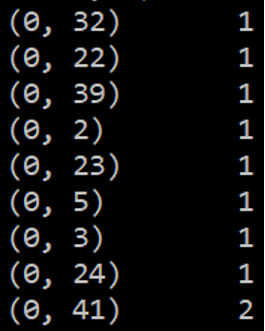 (0, 32) 1
(0, 22) 1
(0, 39) 1
(0, 2) 1
(0, 23) 1
(0, 5) 1
(0, 3) 1
(0, 24) 1
(0, 41) 2